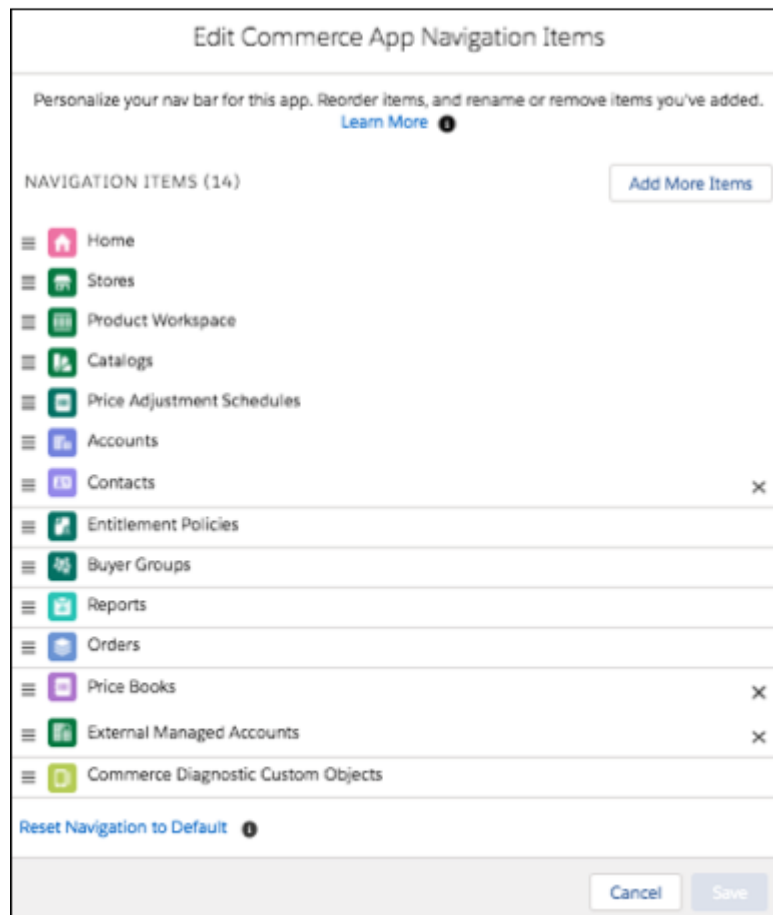 Edit Commerce App Navigation Items
Personalize your nav bar for this app. Reorder items, and rename or remove items you've added.
Learn More
NAVIGATION ITEMS (14)
Add More Items
Home
Stores
Product Workspace
Catalogs
Price Adjustment Schedules
Accounts
Contacts
Entitlement Policies
Buyer Groups
Reports
Orders
Price Books
External Managed Accounts
Commerce Diagnostic Custom Objects
Reset Navigation to Default
Cancel
Save